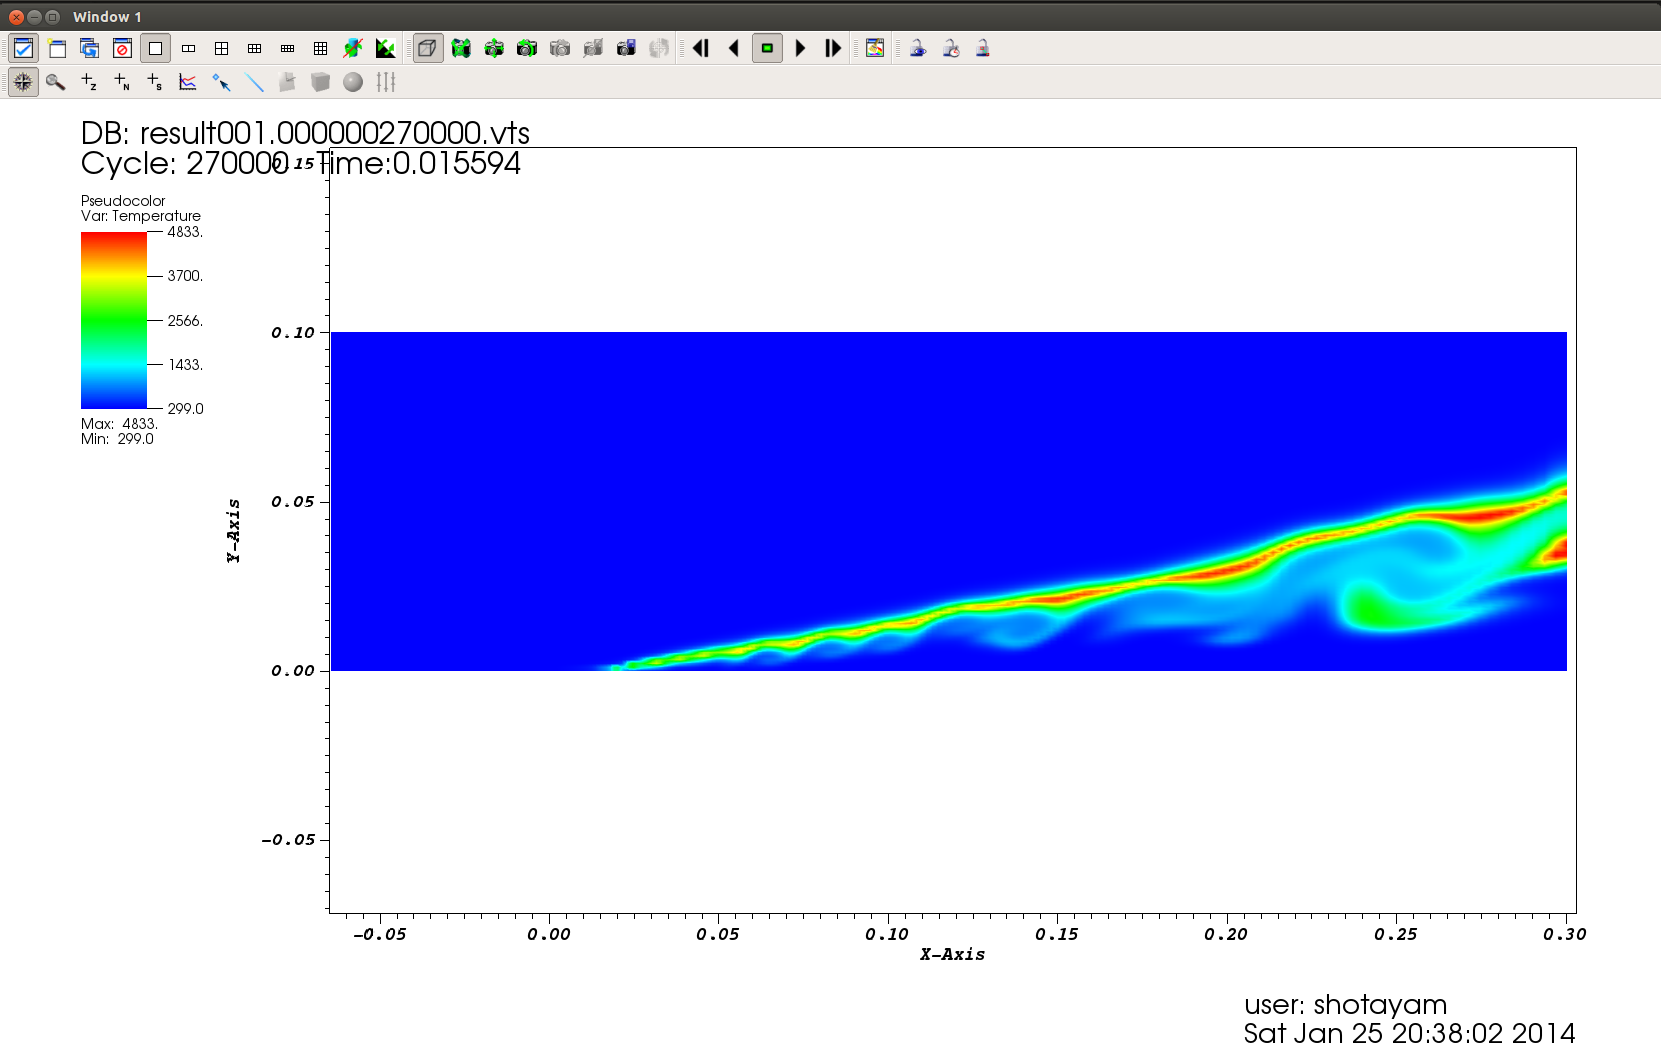 Window 1
DB: result001.000000270000.vts
Cycle: 270000 Time:0.015594
Pseudocolor
Var: Temperature
4833.
3700.
2566.
1433.
299.0
Max: 4833.
Min: 299.0
0.15
0.10
0.05
0.00
-0.05
Y-Axis
-0.05 0.00 0.05 0.10 0.15 0.20 0.25 0.30
X-Axis
user: shotayam
Sat Jan 25 20:38:02 2014